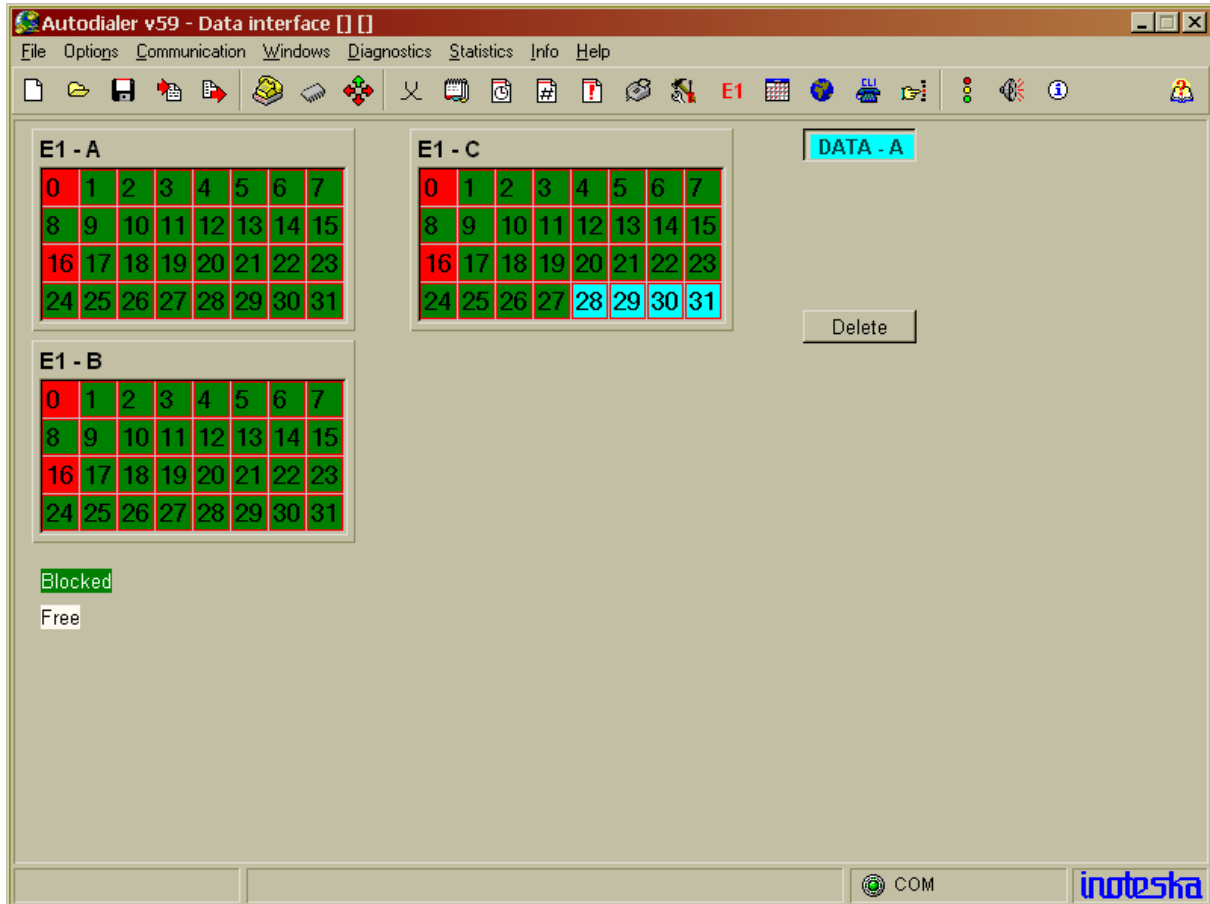 Autodialer v59 - Data interface [] []
File Options Communication Windows Diagnostics Statistics Info Help
E1 CLI
E1 - A
0 1 2 3 4 5 6 7
8 9 10 11 12 13 14 15
16 17 18 19 20 21 22 23
24 25 26 27 28 29 30 31
E1 - C
0 1 2 3 4 5 6 7
8 9 10 11 12 13 14 15
16 17 18 19 20 21 22 23
24 25 26 27 28 29 30 31
DATA - A
Delete
E1 - B
0 1 2 3 4 5 6 7
8 9 10 11 12 13 14 15
16 17 18 19 20 21 22 23
24 25 26 27 28 29 30 31
Blocked
Free
COM
inoteska